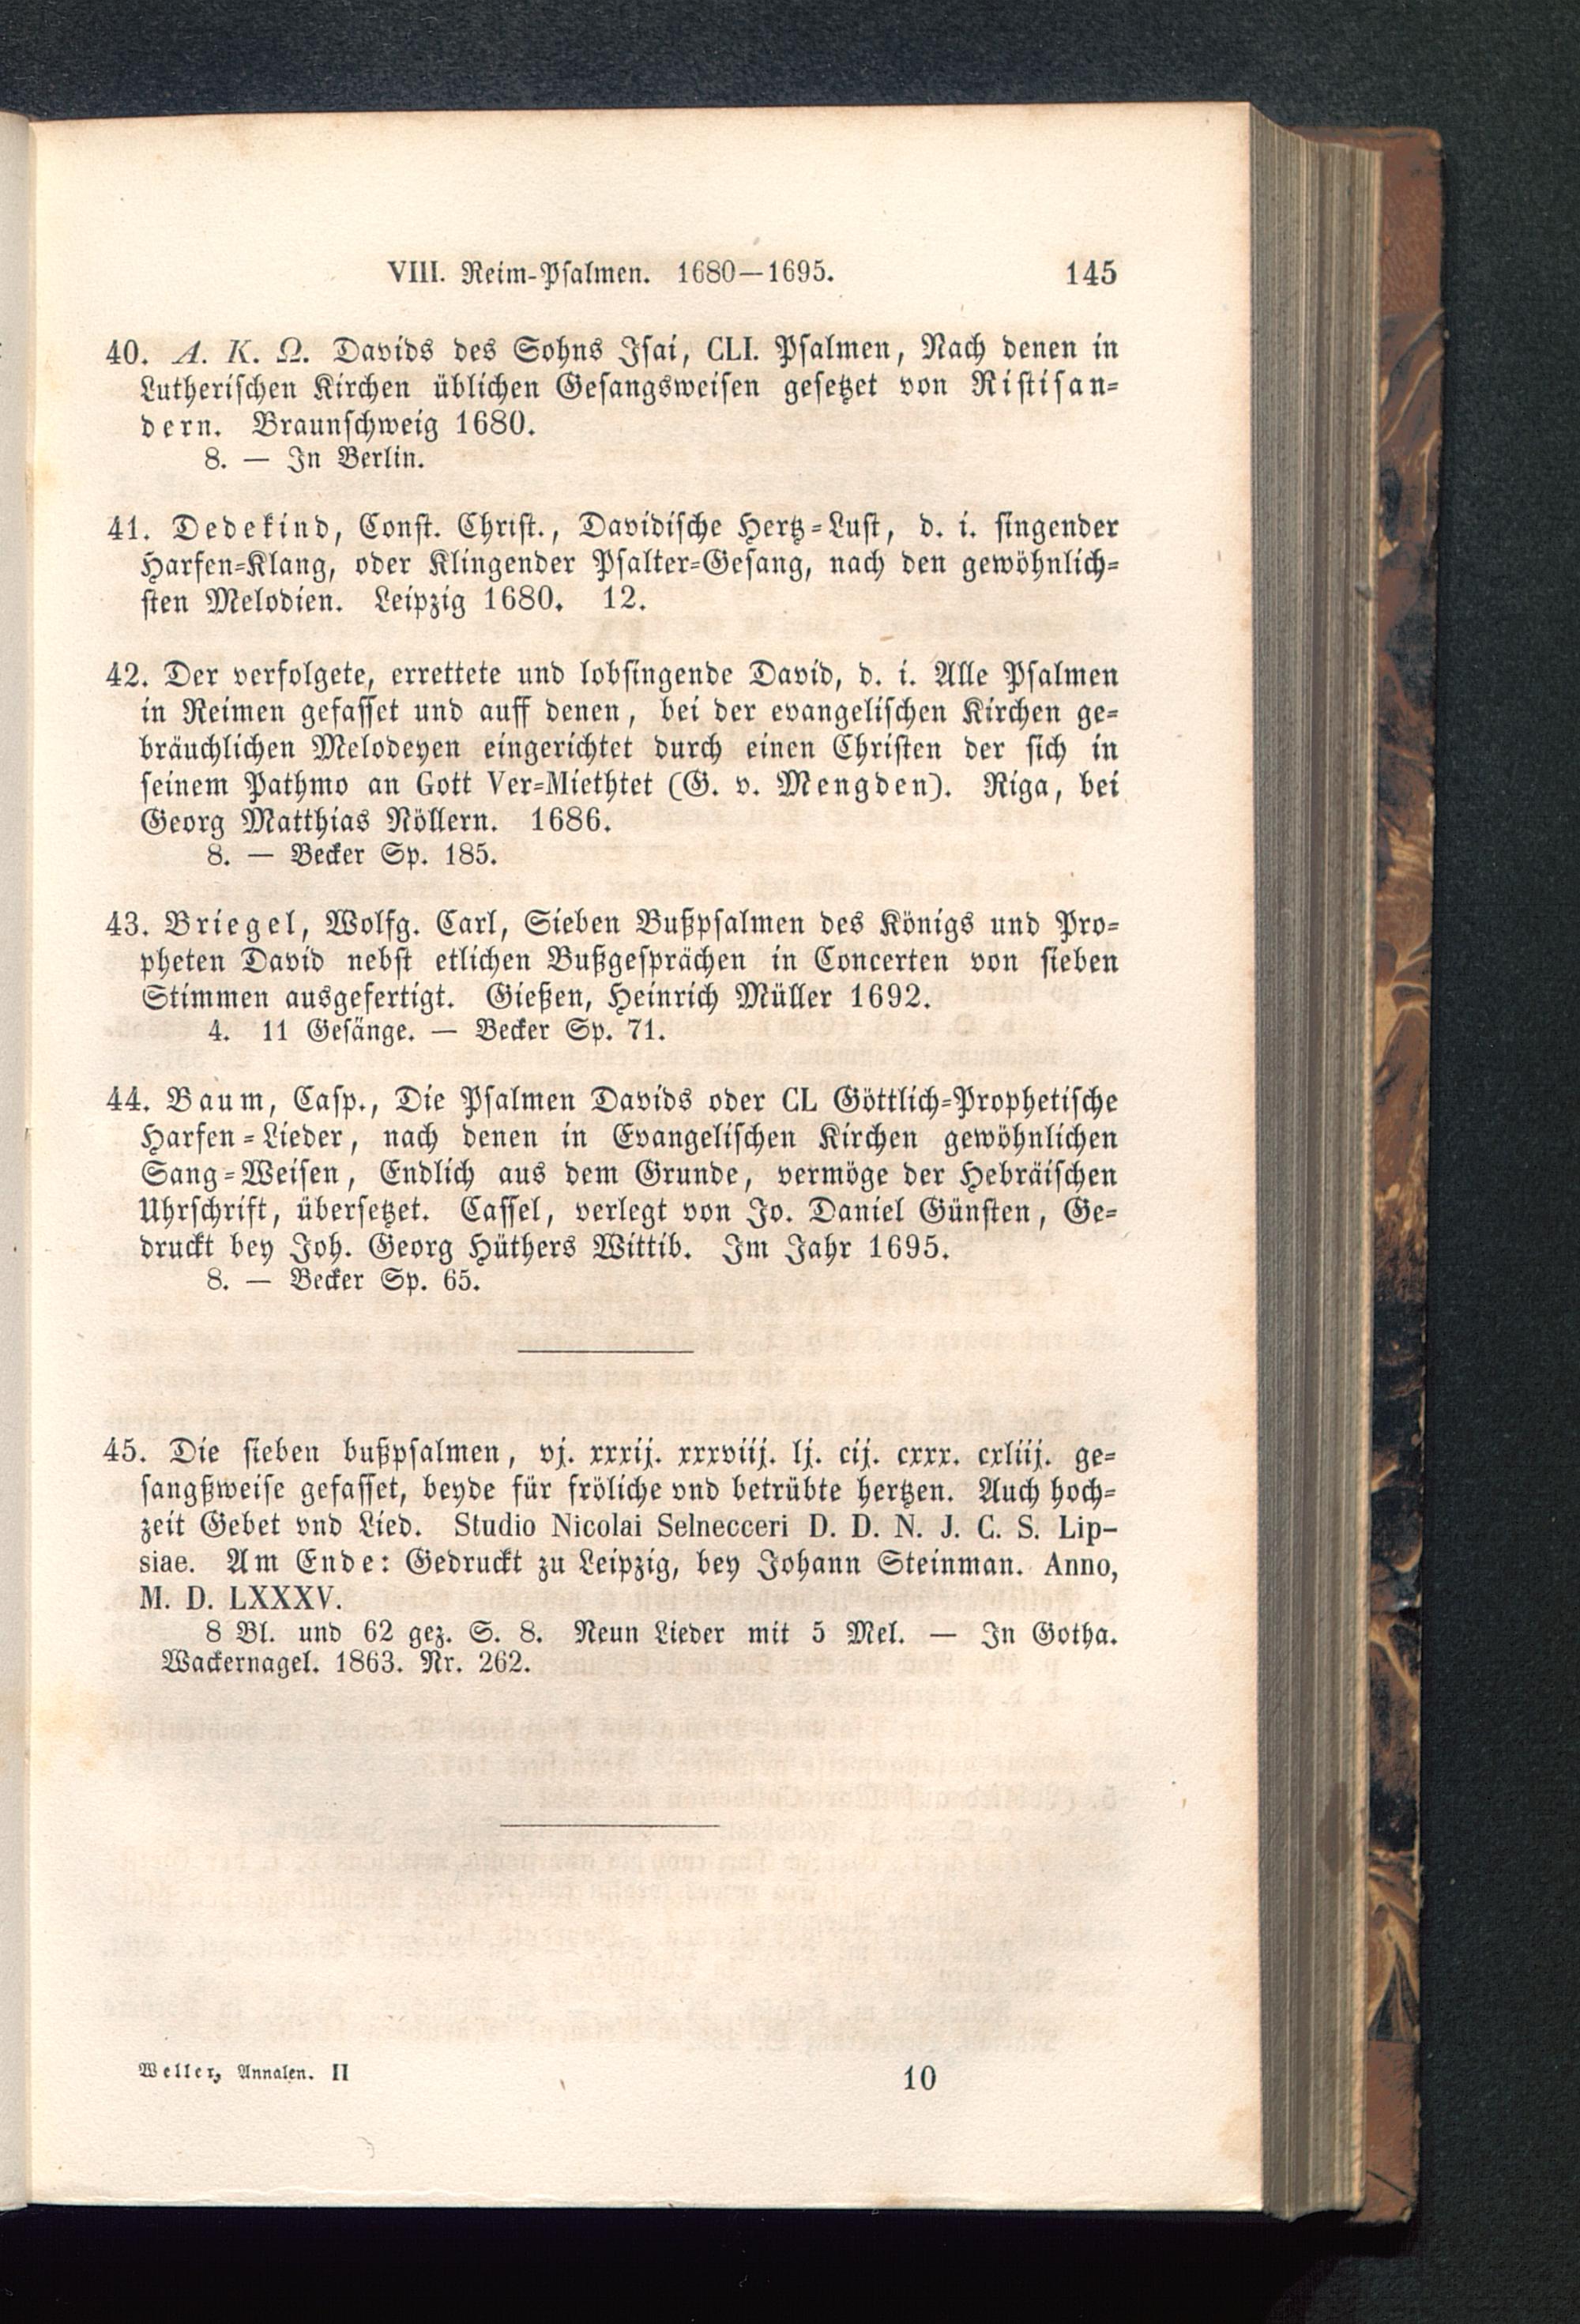 VIII. Reim-Psalmen. 1680—1695. 145
40. A. K. Ω. Davids des Sohns Isai, CLI. Psalmen, Nach denen in
Lutherischen Kirchen üblichen Gesangsweisen gesetzet von Ristisan-
dern. Braunschweig 1680.
8. — In Berlin.
41. Dedekind, Const. Christ., Davidische Hertz-Lust, d. i. singender
Harfen-Klang, oder Klingender Psalter-Gesang, nach den gewöhnlich-
sten Melodien. Leipzig 1680. 12.
42. Der verfolgete, errettete und lobsingende David, d. i. Alle Psalmen
in Reimen gefasset und auff denen, bei der evangelischen Kirchen ge-
bräuchlichen Melodeyen eingerichtet durch einen Christen der sich in
seinem Pathmo an Gott Ver-Miethtet (G. v. Mengden). Riga, bei
Georg Matthias Nöllern. 1686.
8. — Becker Sp. 185.
43. Briegel, Wolfg. Carl, Sieben Bußpsalmen des Königs und Pro-
pheten David nebst etlichen Bußgesprächen in Concerten von sieben
Stimmen ausgefertigt. Gießen, Heinrich Müller 1692.
4. 11 Gesänge. — Becker Sp. 71.
44. Baum, Casp., Die Psalmen Davids oder CL Göttlich-Prophetische
Harfen-Lieder, nach denen in Evangelischen Kirchen gewöhnlichen
Sang-Weisen, Endlich aus dem Grunde, vermöge der Hebräischen
Uhrschrift, übersetzet. Cassel, verlegt von Jo. Daniel Günsten, Ge-
druckt bey Joh. Georg Hüthers Wittib. Im Jahr 1695.
8. — Becker Sp. 65.
45. Die sieben bußpsalmen, vj. xxxij. xxxviij. lj. cij. cxxx. cxliij. ge-
sangßweise gefasset, beyde für fröliche vnd betrübte hertzen. Auch hoch-
zeit Gebet vnd Lied. Studio Nicolai Selnecceri D. D. N. J. C. S. Lip-
siae. Am Ende: Gedruckt zu Leipzig, bey Johann Steinman. Anno,
M. D. LXXXV.
8 Bl. und 62 gez. S. 8. Neun Lieder mit 5 Mel. — In Gotha.
Wackernagel. 1863. Nr. 262.
Weller, Annalen. II 10